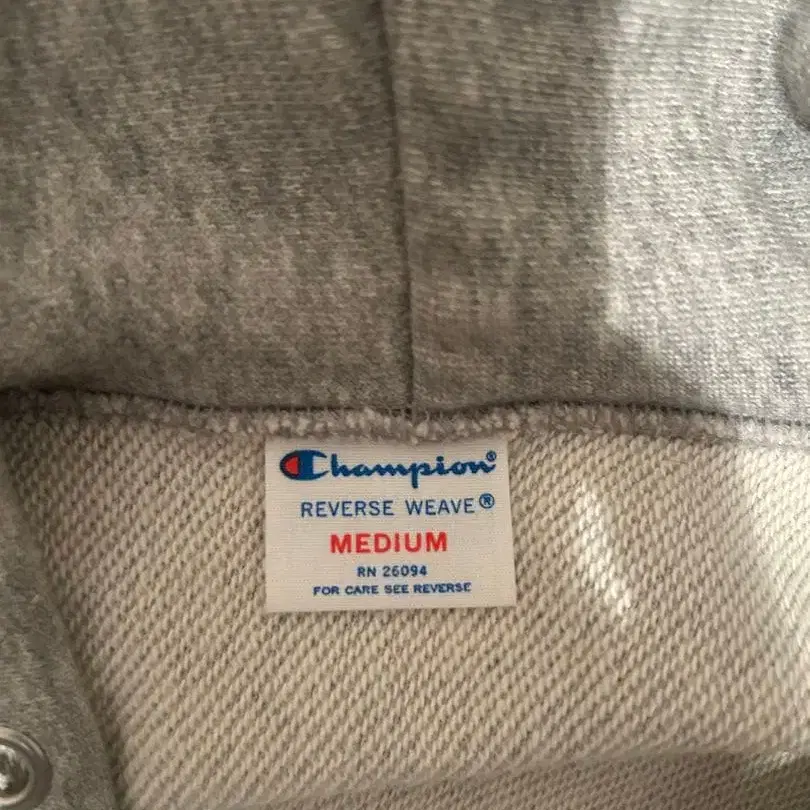 Champion®
REVERSE WEAVE®
MEDIUM
RN 26094
FOR CARE SEE REVERSE